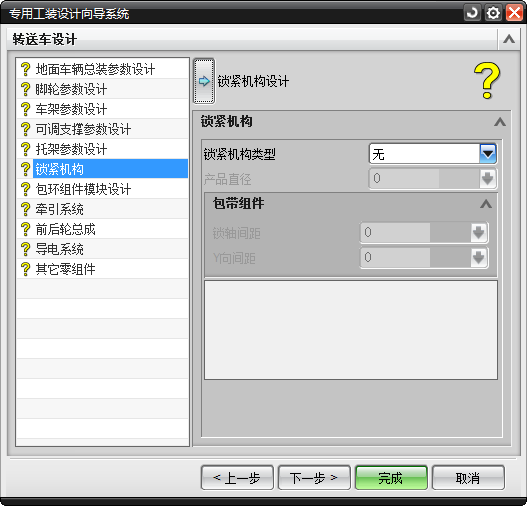 专用工装设计向导系统
转送车设计
地面车辆总装参数设计
脚轮参数设计
车架参数设计
可调支撑参数设计
托架参数设计
锁紧机构
包环组件模块设计
牵引系统
前后轮总成
导电系统
其它零组件
锁紧机构设计
锁紧机构
锁紧机构类型 无
产品直径 0
包带组件
锁轴间距 0
Y向间距 0
< 上一步 下一步 > 完成 取消